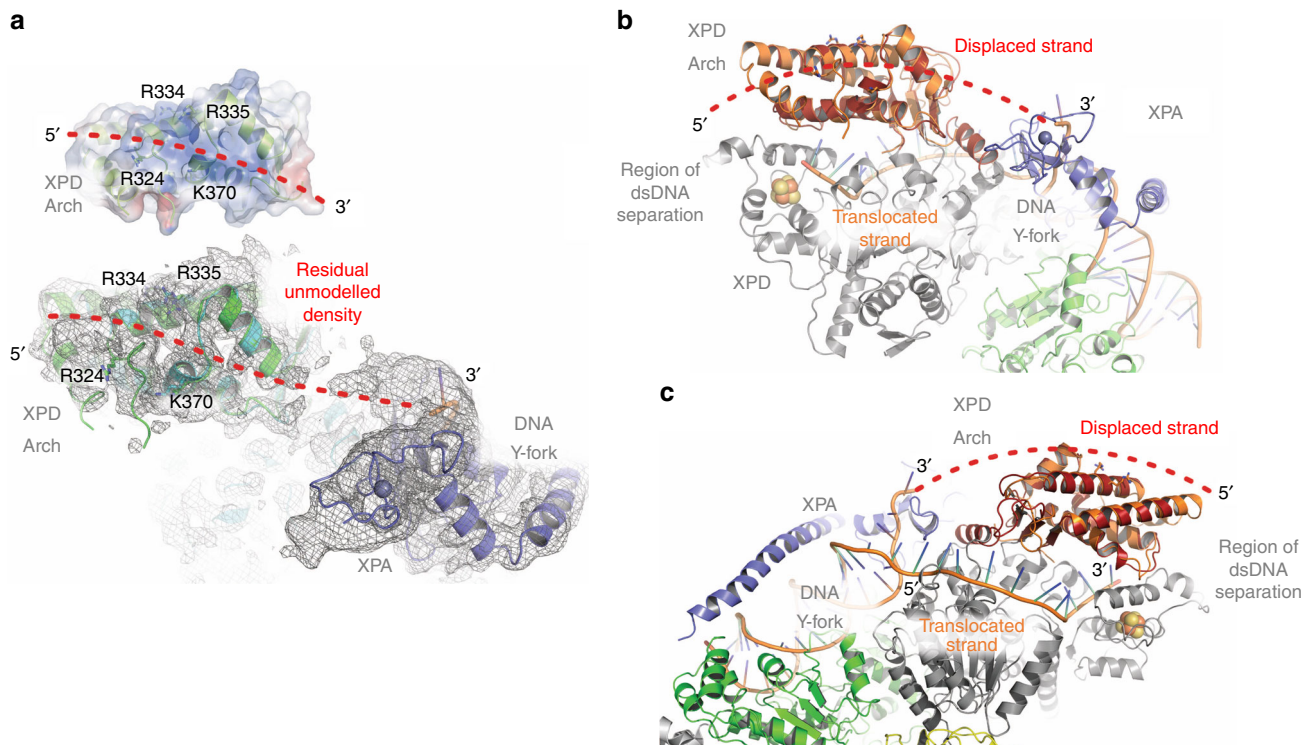 a
R334
R335
5′
XPD
Arch
R324
K370
3′
R334
R335
Residual
unmodelled
density
5′
R324
K370
XPD
Arch
3′
DNA
Y-fork
XPA
b
XPD
Arch
Displaced strand
5′
3′
XPA
Region of
dsDNA
separation
Translocated
strand
DNA
Y-fork
XPD
c
XPD
Arch
Displaced strand
3′
5′
XPA
3′
Region of
dsDNA
separation
5′
DNA
Y-fork
Translocated
strand